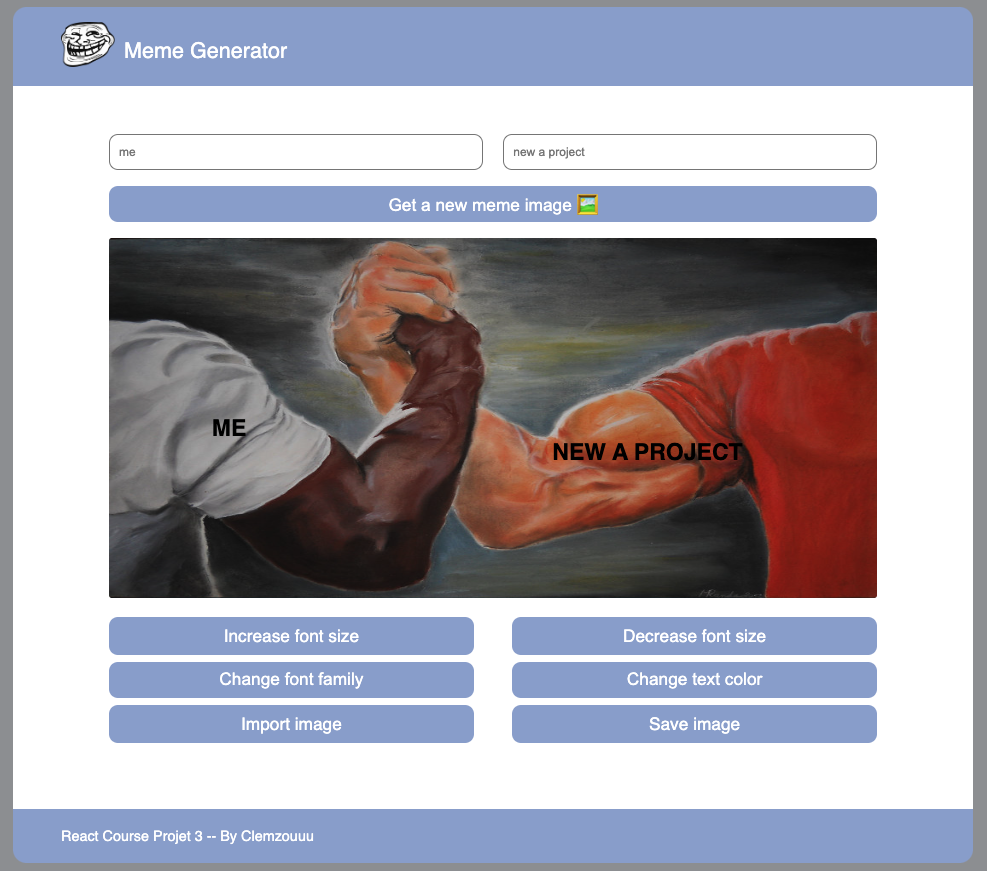 Meme Generator
me
new a project
Get a new meme image 🖼️
ME
NEW A PROJECT
Increase font size
Decrease font size
Change font family
Change text color
Import image
Save image
React Course Projet 3 -- By Clemzouuu